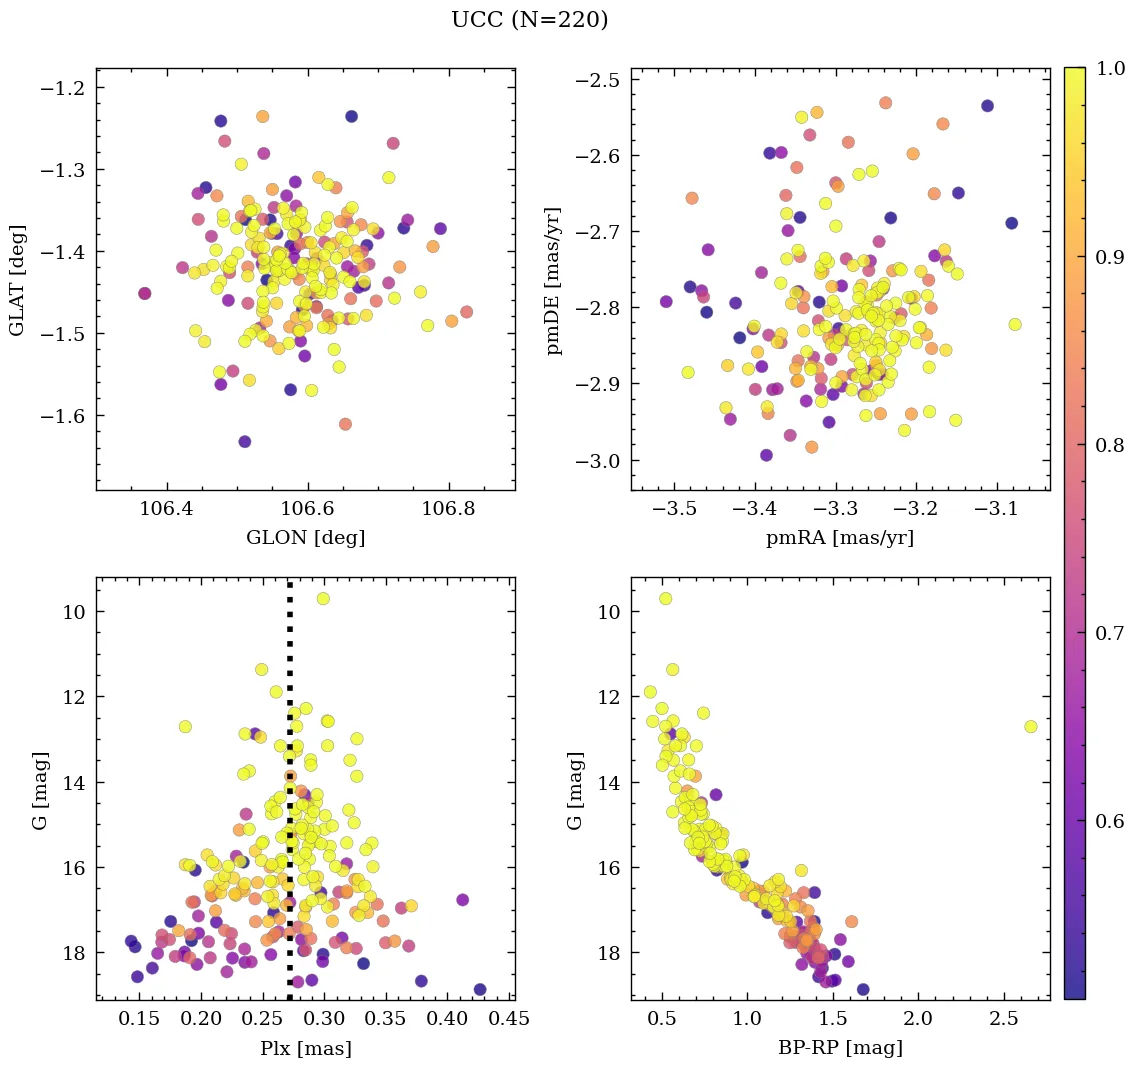 UCC (N=220)
−1.2
−1.3
−1.4
−1.5
−1.6
GLAT [deg]
106.4 106.6 106.8
GLON [deg]
−2.5
−2.6
−2.7
−2.8
−2.9
−3.0
pmDE [mas/yr]
−3.5 −3.4 −3.3 −3.2 −3.1
pmRA [mas/yr]
10
12
14
16
18
G [mag]
0.15 0.20 0.25 0.30 0.35 0.40 0.45
Plx [mas]
10
12
14
16
18
G [mag]
0.5 1.0 1.5 2.0 2.5
BP-RP [mag]
1.0
0.9
0.8
0.7
0.6